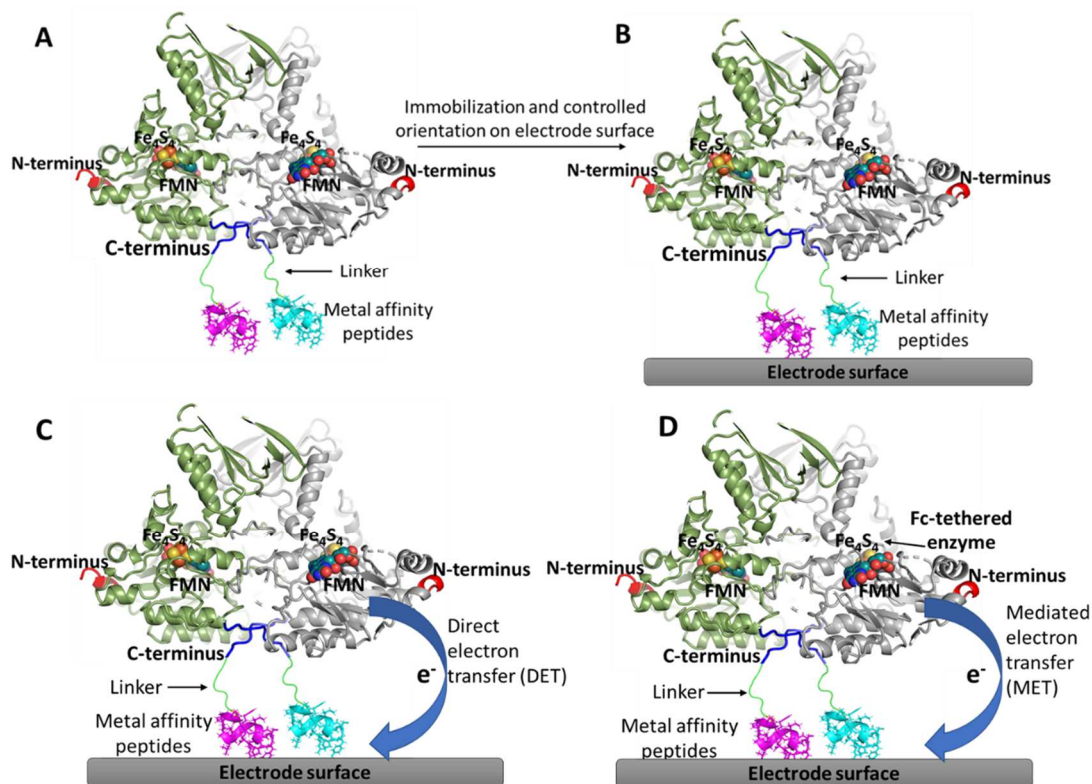 A
Fe4S4
Fe4S4
N-terminus
N-terminus
FMN
FMN
C-terminus
Linker
Metal affinity
peptides
Immobilization and controlled
orientation on electrode surface
B
Fe4S4
Fe4S4
N-terminus
N-terminus
FMN
FMN
C-terminus
Linker
Metal affinity
peptides
Electrode surface
C
Fe4S4
Fe4S4
N-terminus
N-terminus
FMN
FMN
C-terminus
Direct
electron
transfer (DET)
e-
Linker
Metal affinity
peptides
Electrode surface
D
Fc-tethered
enzyme
Fe4S4
Fe4S4
N-terminus
N-terminus
FMN
FMN
C-terminus
Mediated
electron
transfer
(MET)
e-
Linker
Metal affinity
peptides
Electrode surface